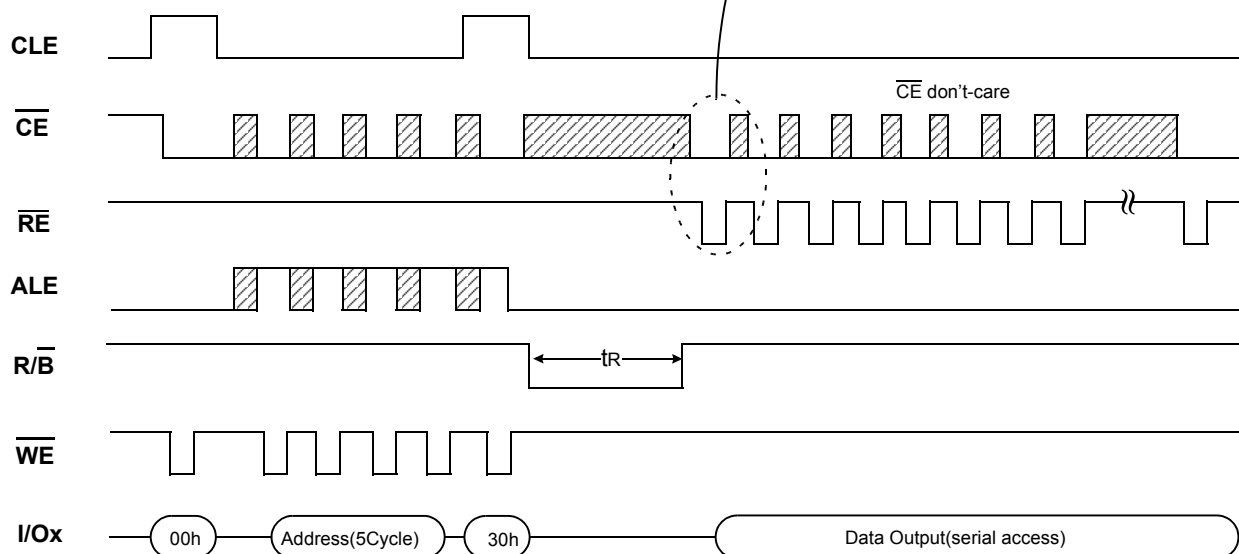 CLE
CE
CE don't-care
RE
ALE
R/B
tR
WE
I/Ox
00h
Address(5Cycle)
30h
Data Output(serial access)